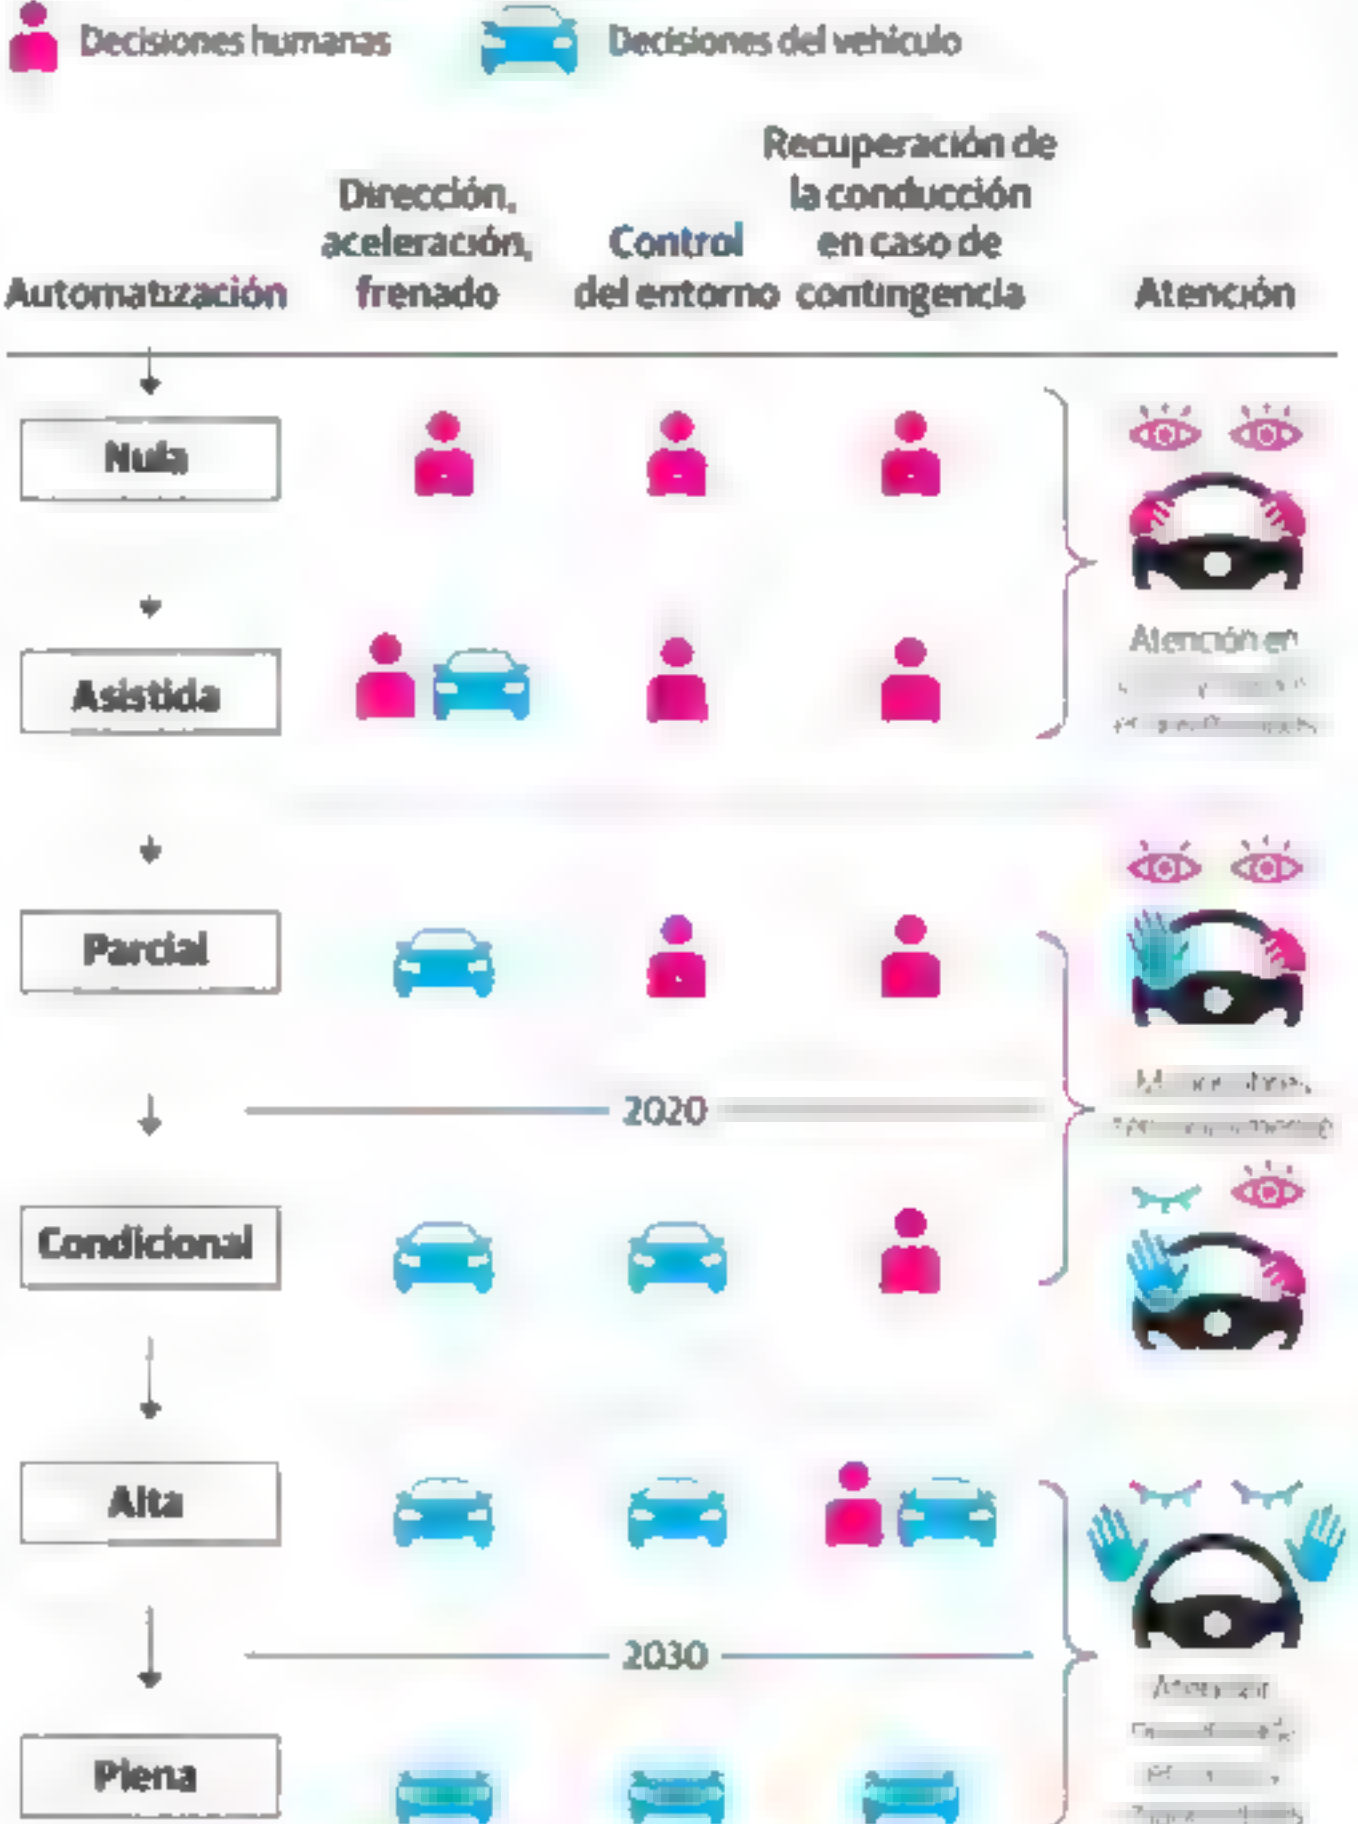 Decisiones humanas
Decisiones del vehículo
Automatización
Dirección,
aceleración,
frenado
Control
del entorno
Recuperación de
la conducción
en caso de
contingencia
Atención
Nula
Atención en
Asistida
Parcial
2020
Condicional
Alta
2030
Plena